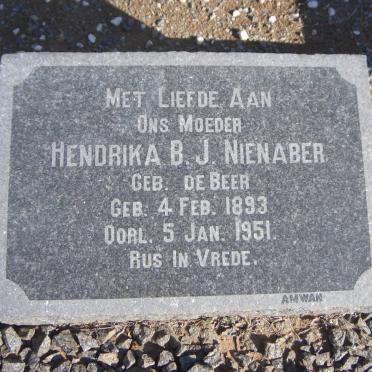 MET LIEFDE AAN
ONS MOEDER
HENDRIKA B. J. NIENABER
GEB. DE BEER
GEB. 4 FEB. 1893
OORL. 5 JAN. 1951.
RUS IN VREDE.
AMWAN